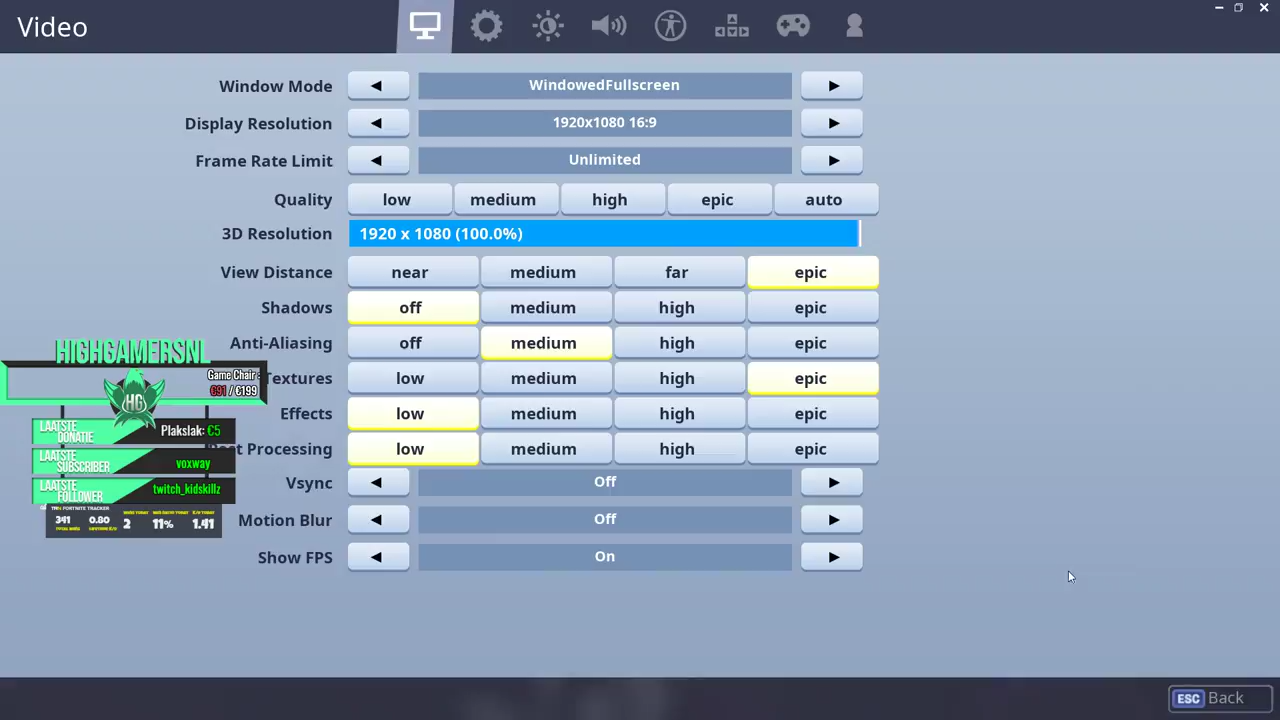 Video
Window Mode
WindowedFullscreen
Display Resolution
1920x1080 16:9
Frame Rate Limit
Unlimited
Quality
low medium high epic auto
3D Resolution
1920 x 1080 (100.0%)
View Distance
near medium far epic
Shadows
off medium high epic
Anti-Aliasing
off medium high epic
Textures
low medium high epic
Effects
low medium high epic
Post Processing
low medium high epic
Vsync
Off
Motion Blur
Off
Show FPS
On
HIGHGAMERSNL
Game Chair :
€91 / €199
HG
LAATSTE
DONATIE
Plakslak: €5
LAATSTE
SUBSCRIBER
voxway
LAATSTE
FOLLOWER
twitch_kidskillz
FORTNITE TRACKER
341 0.80 2 11% 1.41
ESC Back